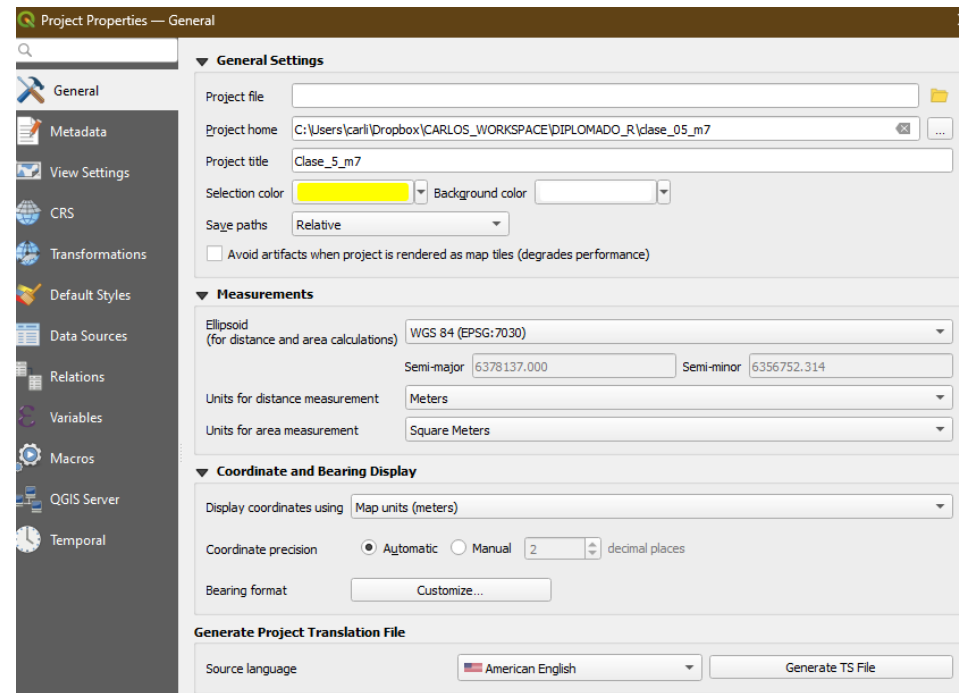 Project Properties — General
General
Metadata
View Settings
CRS
Transformations
Default Styles
Data Sources
Relations
Variables
Macros
QGIS Server
Temporal
General Settings
Project file
Project home C:\Users\carli\Dropbox\CARLOS_WORKSPACE\DIPLOMADO_R\clase_05_m7 ...
Project title Clase_5_m7
Selection color Background color
Save paths Relative
Avoid artifacts when project is rendered as map tiles (degrades performance)
Measurements
Ellipsoid
(for distance and area calculations) WGS 84 (EPSG:7030)
Semi-major 6378137.000 Semi-minor 6356752.314
Units for distance measurement Meters
Units for area measurement Square Meters
Coordinate and Bearing Display
Display coordinates using Map units (meters)
Coordinate precision Automatic Manual 2 decimal places
Bearing format Customize...
Generate Project Translation File
Source language American English Generate TS File